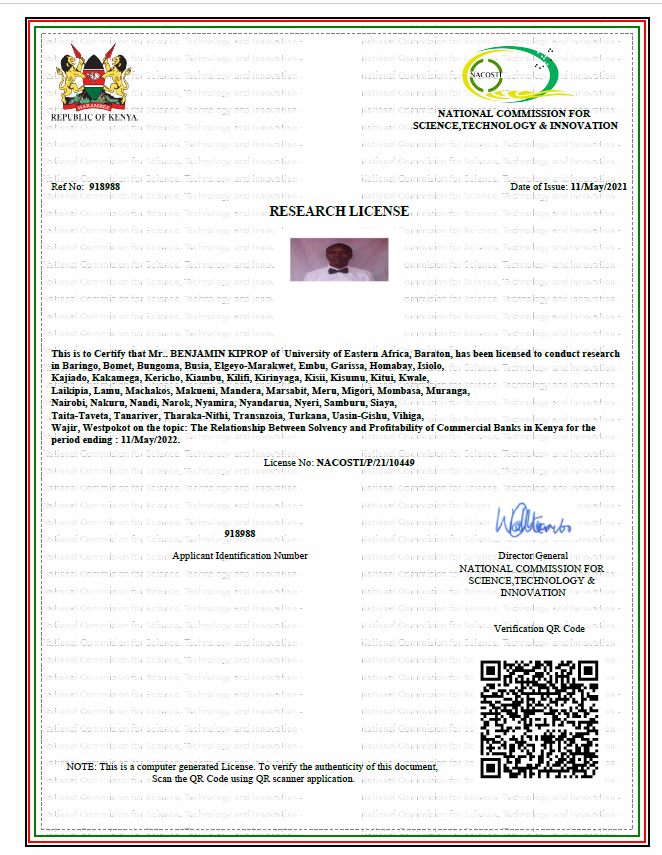 HARAMBEE
REPUBLIC OF KENYA
NACOSTI
NATIONAL COMMISSION FOR
SCIENCE,TECHNOLOGY & INNOVATION
Ref No: 918988
Date of Issue: 11/May/2021
RESEARCH LICENSE
This is to Certify that Mr.. BENJAMIN KIPROP of University of Eastern Africa, Baraton, has been licensed to conduct research
in Baringo, Bomet, Bungoma, Busia, Elgeyo-Marakwet, Embu, Garissa, Homabay, Isiolo,
Kajiado, Kakamega, Kericho, Kiambu, Kilifi, Kirinyaga, Kisii, Kisumu, Kitui, Kwale,
Laikipia, Lamu, Machakos, Makueni, Mandera, Marsabit, Meru, Migori, Mombasa, Muranga,
Nairobi, Nakuru, Nandi, Narok, Nyamira, Nyandarua, Nyeri, Samburu, Siaya,
Taita-Taveta, Tanariver, Tharaka-Nithi, Transnzoia, Turkana, Uasin-Gishu, Vihiga,
Wajir, Westpokot on the topic: The Relationship Between Solvency and Profitability of Commercial Banks in Kenya for the
period ending : 11/May/2022.
License No: NACOSTI/P/21/10449
918988
Applicant Identification Number
Director General
NATIONAL COMMISSION FOR
SCIENCE,TECHNOLOGY &
INNOVATION
Verification QR Code
NOTE: This is a computer generated License. To verify the authenticity of this document,
Scan the QR Code using QR scanner application.